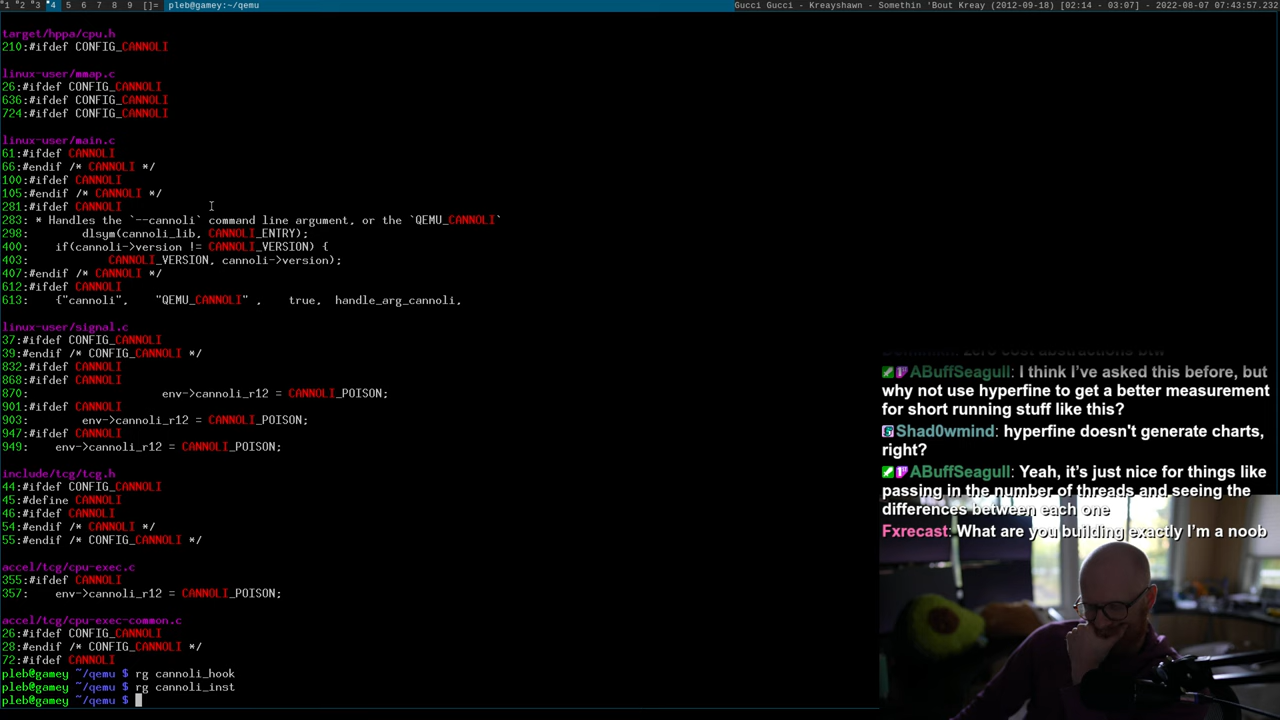 1 2 3 4 5 6 7 8 9 []= pleb@gamey:~/qemu Gucci Gucci - Kreayshawn - Somethin 'Bout Kreay (2012-09-18) [02:14 - 03:07] - 2022-08-07 07:43:57.232
target/hppa/cpu.h
210:#ifdef CONFIG_CANNOLI
linux-user/mmap.c
26:#ifdef CONFIG_CANNOLI
636:#ifdef CONFIG_CANNOLI
724:#ifdef CONFIG_CANNOLI
linux-user/main.c
61:#ifdef CANNOLI
66:#endif /* CANNOLI */
100:#ifdef CANNOLI
105:#endif /* CANNOLI */
281:#ifdef CANNOLI
283: * Handles the `--cannoli` command line argument, or the `QEMU_CANNOLI`
298: dlsym(cannoli_lib, CANNOLI_ENTRY);
400: if(cannoli->version != CANNOLI_VERSION) {
403: CANNOLI_VERSION, cannoli->version);
407:#endif /* CANNOLI */
612:#ifdef CANNOLI
613: {"cannoli", "QEMU_CANNOLI" , true, handle_arg_cannoli,
linux-user/signal.c
37:#ifdef CONFIG_CANNOLI
39:#endif /* CONFIG_CANNOLI */
832:#ifdef CANNOLI
868:#ifdef CANNOLI
870: env->cannoli_r12 = CANNOLI_POISON;
901:#ifdef CANNOLI
903: env->cannoli_r12 = CANNOLI_POISON;
947:#ifdef CANNOLI
949: env->cannoli_r12 = CANNOLI_POISON;
include/tcg/tcg.h
44:#ifdef CONFIG_CANNOLI
45:#define CANNOLI
46:#ifdef CANNOLI
54:#endif /* CANNOLI */
55:#endif /* CONFIG_CANNOLI */
accel/tcg/cpu-exec.c
355:#ifdef CANNOLI
357: env->cannoli_r12 = CANNOLI_POISON;
accel/tcg/cpu-exec-common.c
26:#ifdef CONFIG_CANNOLI
28:#endif /* CONFIG_CANNOLI */
72:#ifdef CANNOLI
pleb@gamey ~/qemu $ rg cannoli_hook
pleb@gamey ~/qemu $ rg cannoli_inst
pleb@gamey ~/qemu $
zero cost abstractions btw
ABuffSeagull: I think I've asked this before, but
why not use hyperfine to get a better measurement
for short running stuff like this?
Shad0wmind: hyperfine doesn't generate charts,
right?
ABuffSeagull: Yeah, it's just nice for things like
passing in the number of threads and seeing the
differences between each one
Fxrecast: What are you building exactly I'm a noob